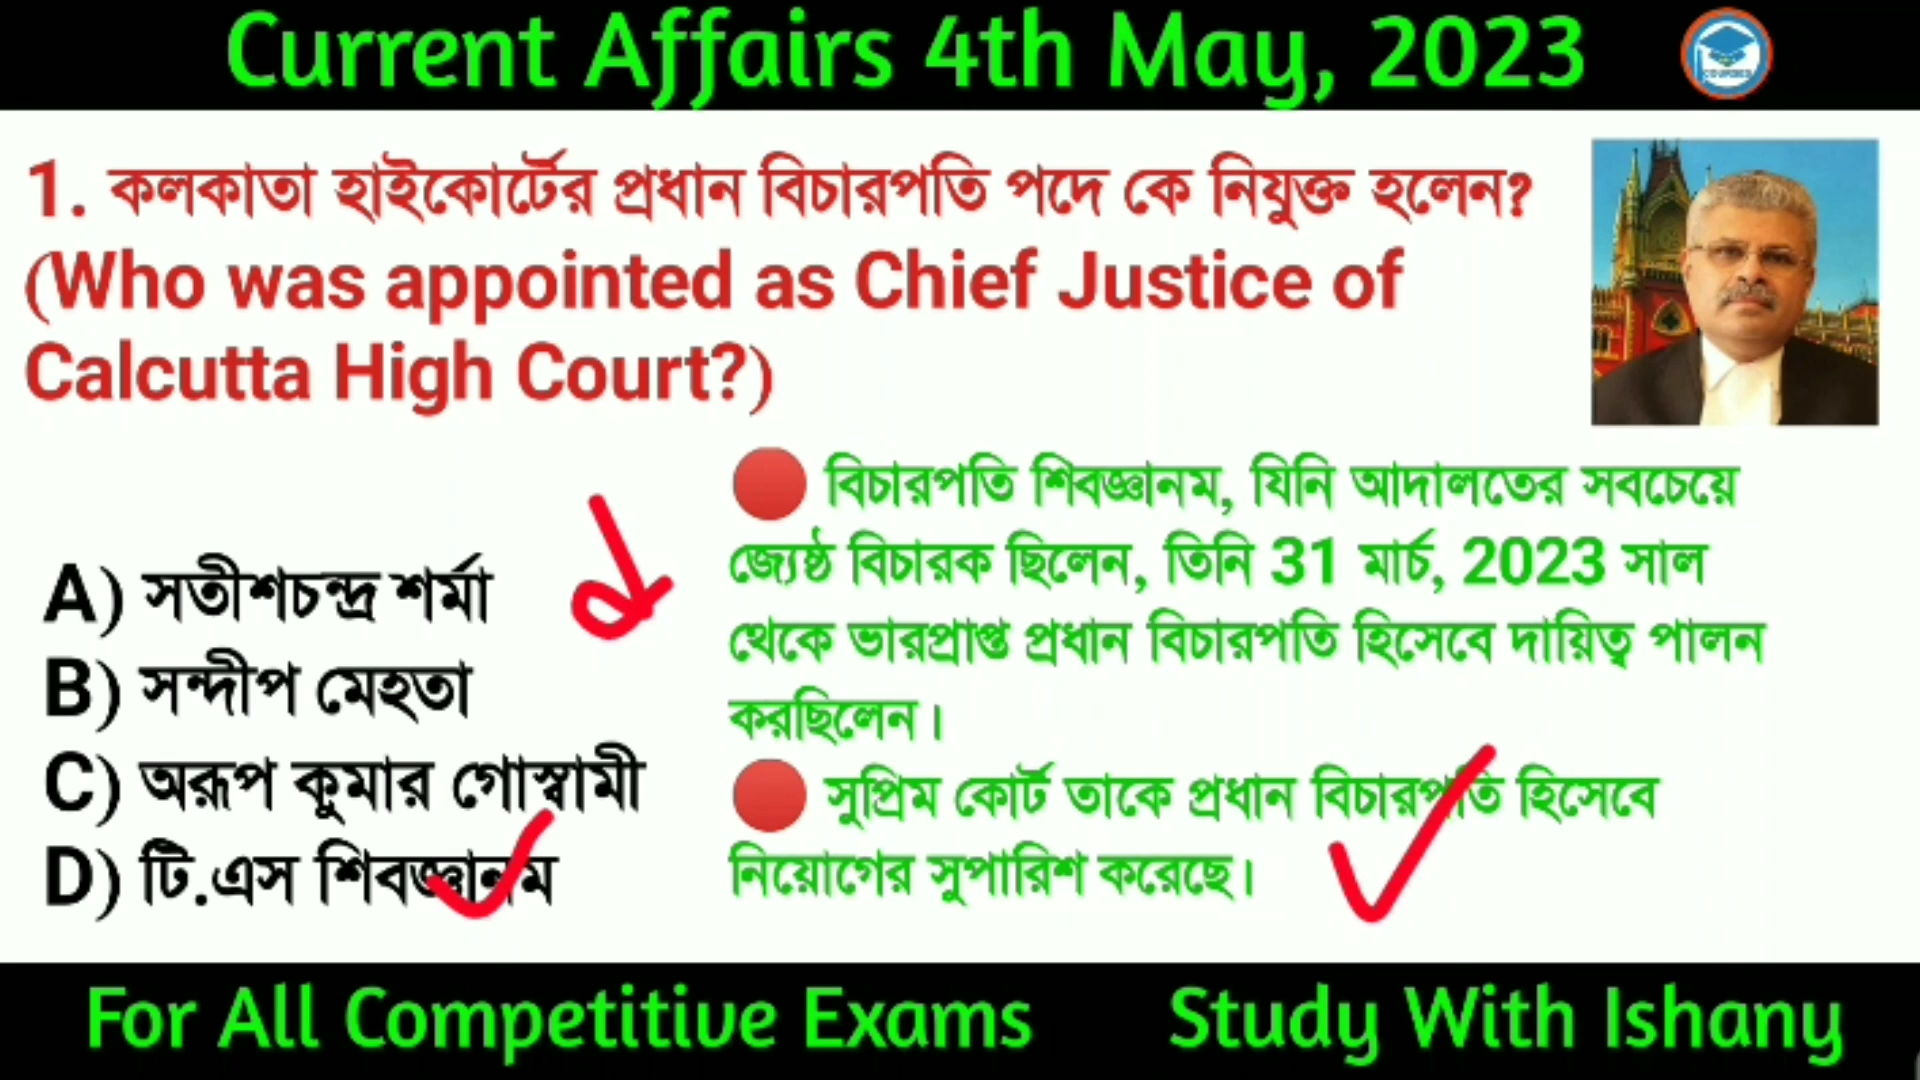 Current Affairs 4th May, 2023
1. কলকাতা হাইকোর্টের প্রধান বিচারপতি পদে কে নিযুক্ত হলেন?
(Who was appointed as Chief Justice of
Calcutta High Court?)
A) সতীশচন্দ্র শর্মা
B) সন্দীপ মেহতা
C) অরূপ কুমার গোস্বামী
D) টি.এস শিবজ্ঞানম
বিচারপতি শিবজ্ঞানম, যিনি আদালতের সবচেয়ে
জ্যেষ্ঠ বিচারক ছিলেন, তিনি 31 মার্চ, 2023 সাল
থেকে ভারপ্রাপ্ত প্রধান বিচারপতি হিসেবে দায়িত্ব পালন
করছিলেন।
সুপ্রিম কোর্ট তাকে প্রধান বিচারপতি হিসেবে
নিয়োগের সুপারিশ করেছে।
For All Competitive Exams Study With Ishany